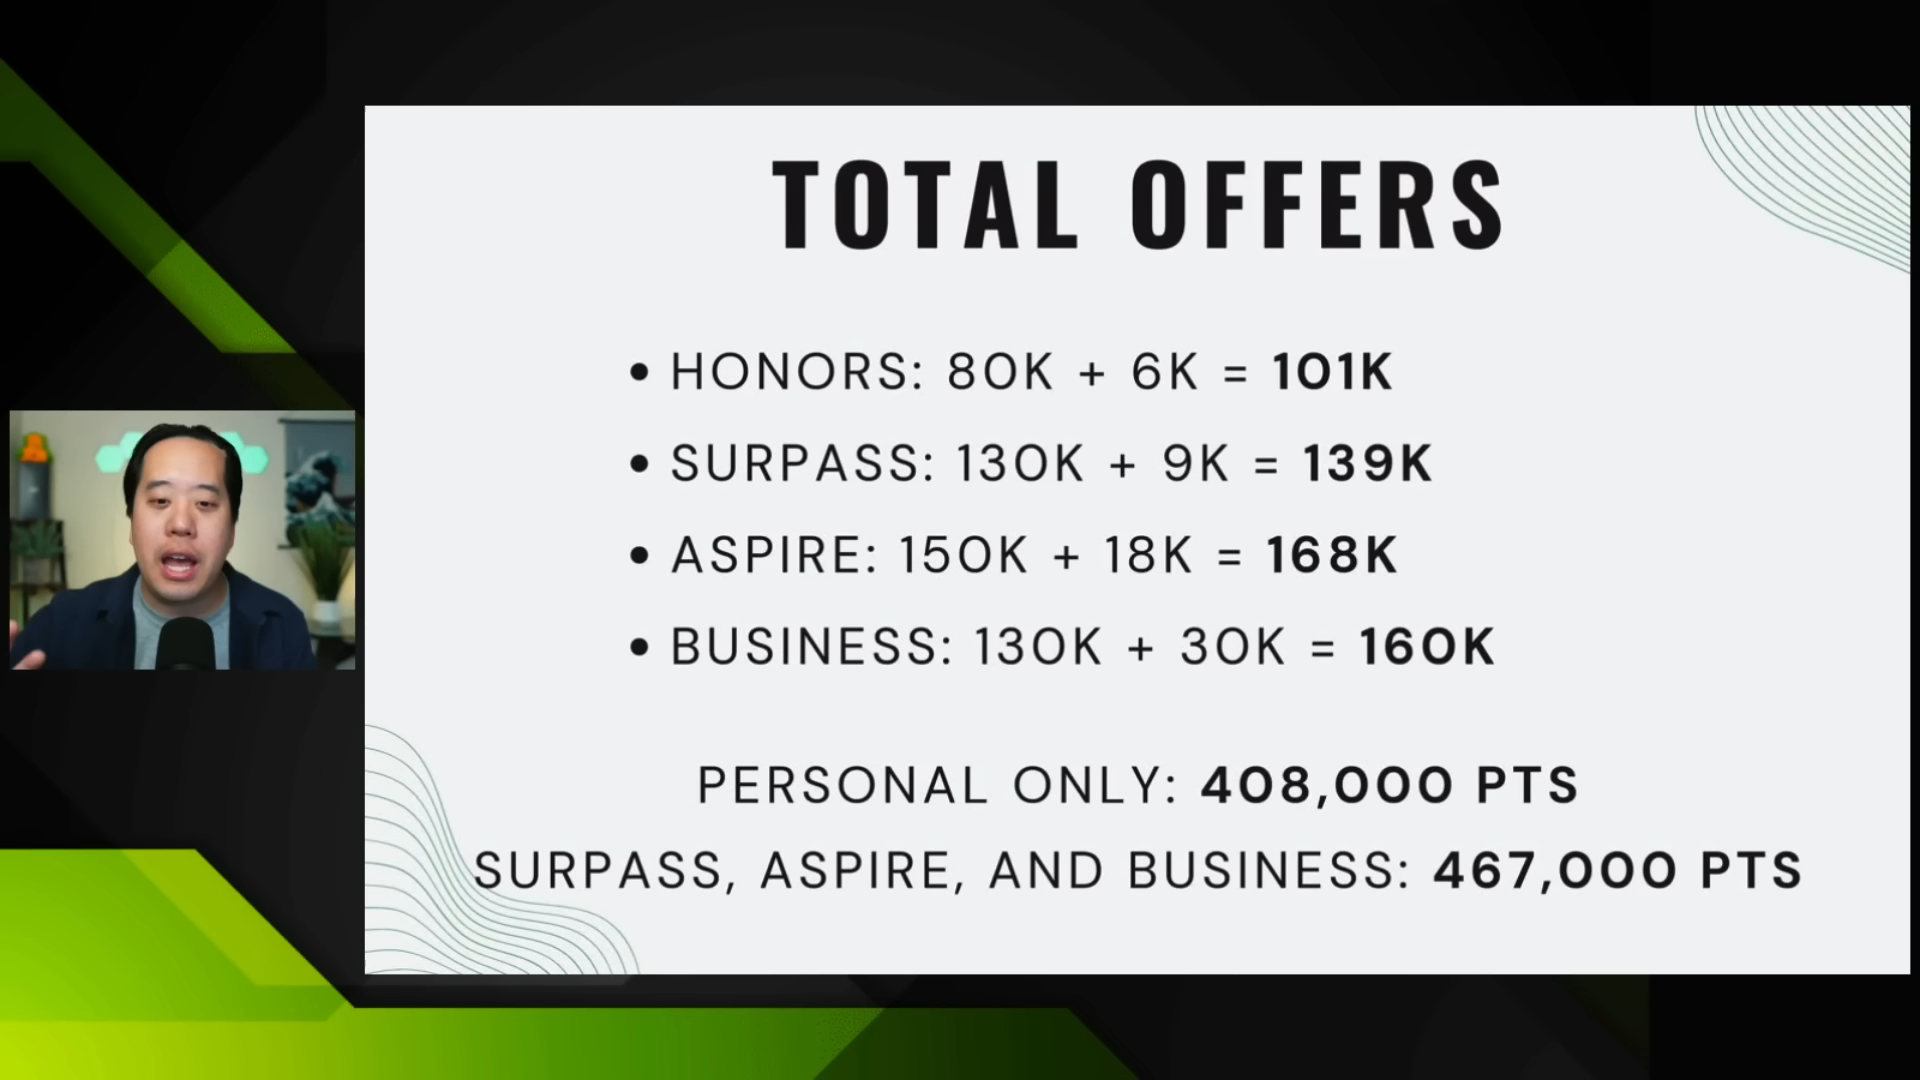 TOTAL OFFERS
• HONORS: 80K + 6K = 101K
• SURPASS: 130K + 9K = 139K
• ASPIRE: 150K + 18K = 168K
• BUSINESS: 130K + 30K = 160K
PERSONAL ONLY: 408,000 PTS
SURPASS, ASPIRE, AND BUSINESS: 467,000 PTS